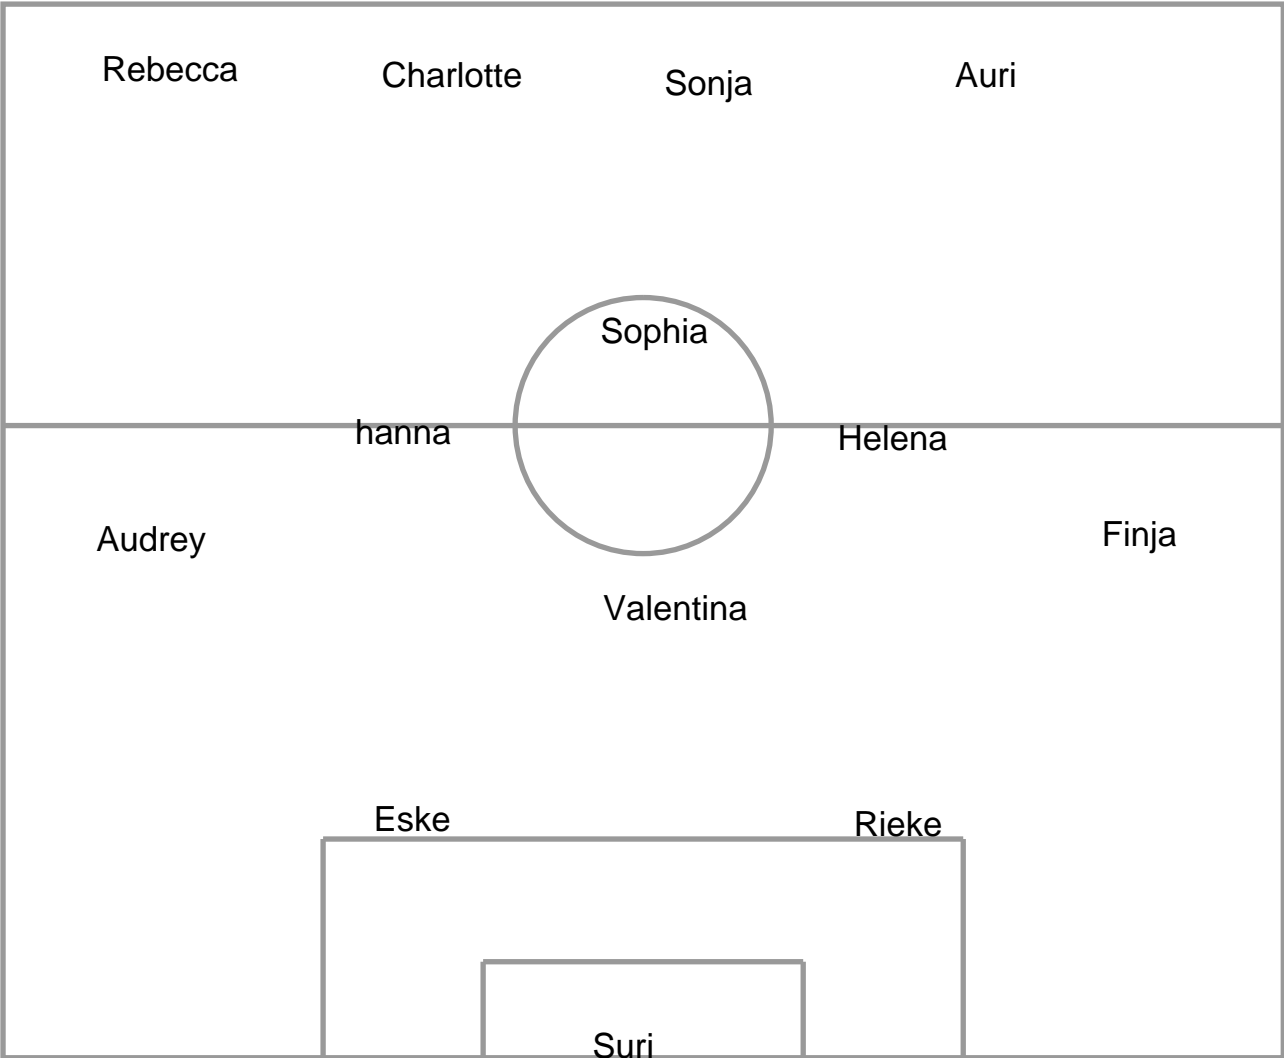 Rebecca
Charlotte
Sonja
Auri
Sophia
hanna
Helena
Audrey
Finja
Valentina
Eske
Rieke
Suri